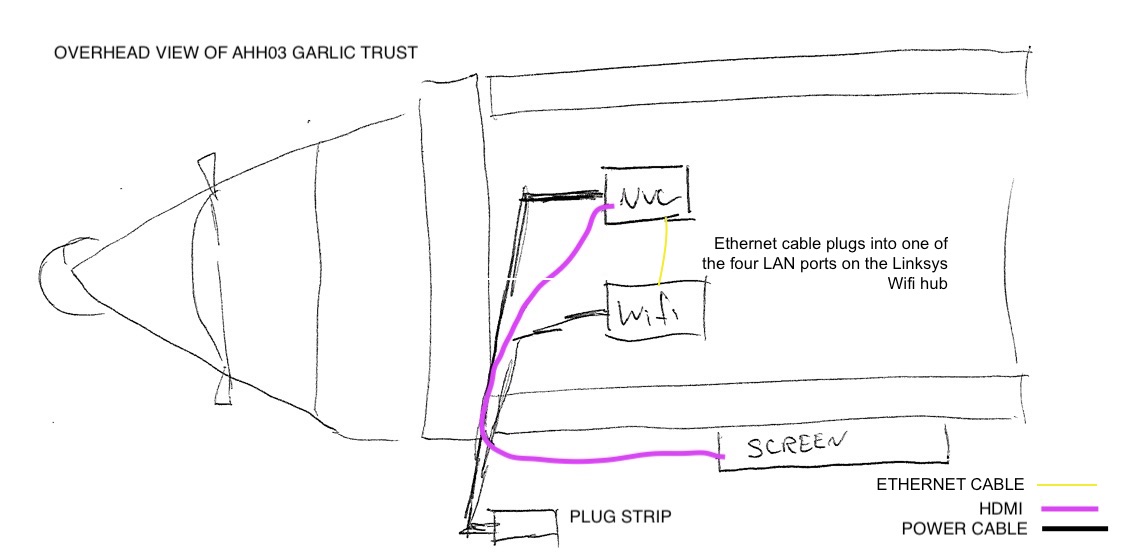 OVERHEAD VIEW OF AHH03 GARLIC TRUST
NVC
Ethernet cable plugs into one of
the four LAN ports on the Linksys
Wifi hub
Wifi
SCREEN
ETHERNET CABLE
HDMI
POWER CABLE
PLUG STRIP